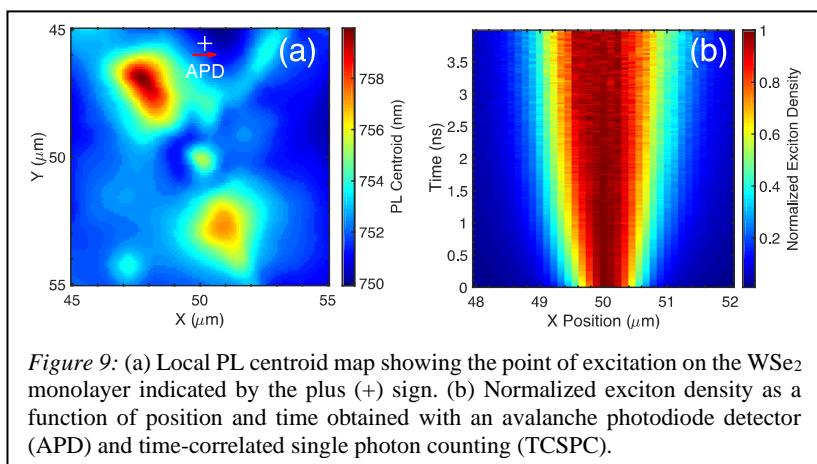 45
(a)
+
APD
Y (μm)
50
55
45
50
55
X (μm)
758
756
754
752
750
PL Centroid (nm)
(b)
Time (ns)
3.5
3
2.5
2
1.5
1
0.5
0
48
49
50
51
52
X Position (μm)
1
0.8
0.6
0.4
0.2
Normalized Exciton Density
Figure 9: (a) Local PL centroid map showing the point of excitation on the WSe₂
monolayer indicated by the plus (+) sign. (b) Normalized exciton density as a
function of position and time obtained with an avalanche photodiode detector
(APD) and time-correlated single photon counting (TCSPC).